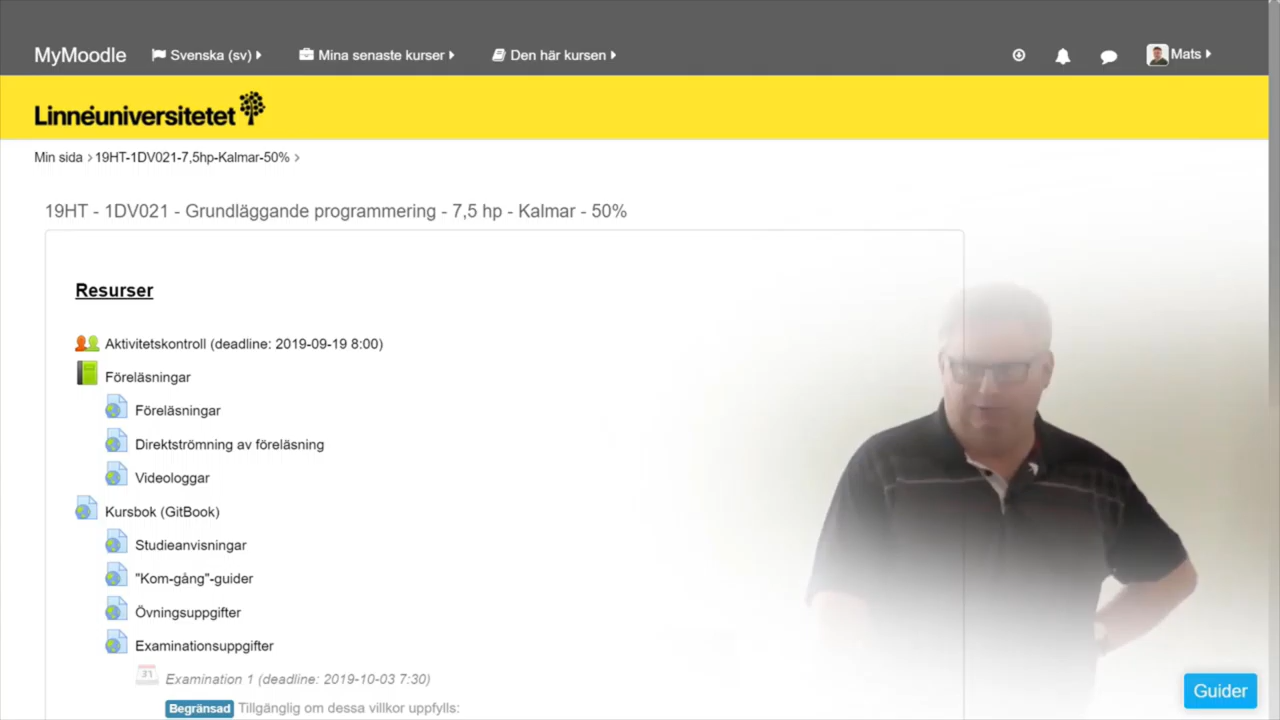 MyMoodle Svenska (sv) Mina senaste kurser Den här kursen Mats
Linnéuniversitetet
Min sida > 19HT-1DV021-7,5hp-Kalmar-50% >
19HT - 1DV021 - Grundläggande programmering - 7,5 hp - Kalmar - 50%
Resurser
Aktivitetskontroll (deadline: 2019-09-19 8:00)
Föreläsningar
Föreläsningar
Direktströmning av föreläsning
Videologgar
Kursbok (GitBook)
Studieanvisningar
"Kom-gång"-guider
Övningsuppgifter
Examinationsuppgifter
31 Examination 1 (deadline: 2019-10-03 7:30)
Begränsad Tillgänglig om dessa villkor uppfylls:
Guider